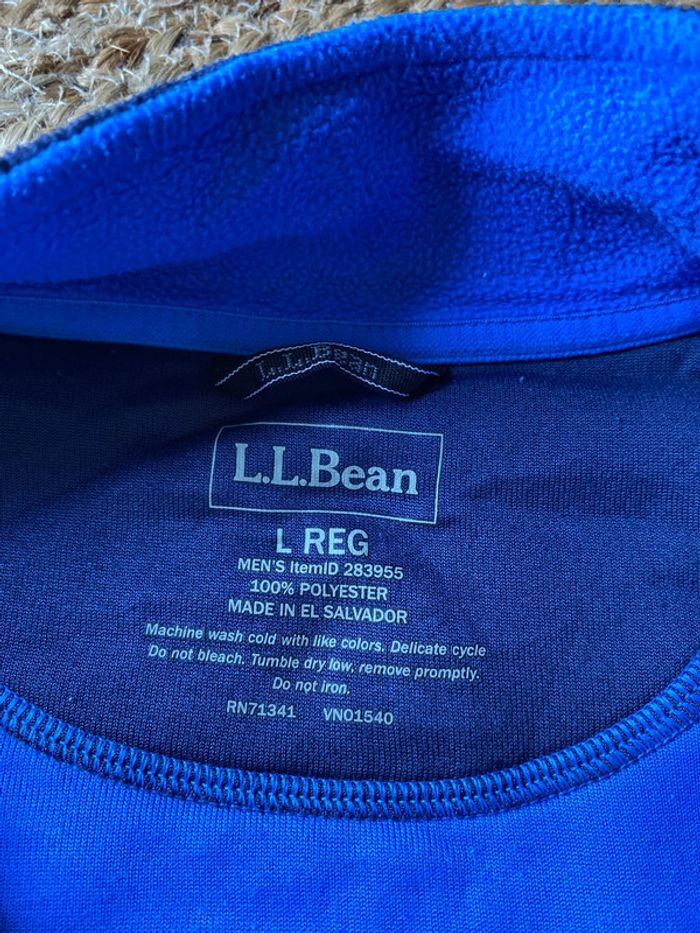 L.L.Bean
L.L.Bean
L REG
MEN'S ItemID 283955
100% POLYESTER
MADE IN EL SALVADOR
Machine wash cold with like colors. Delicate cycle
Do not bleach. Tumble dry low, remove promptly.
Do not iron.
RN71341 VN01540